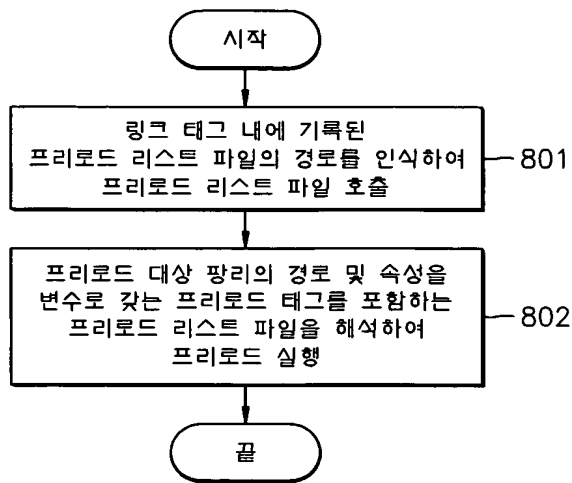 시작
링크 태그 내에 기록된
프리로드 리스트 파일의 경로를 인식하여
프리로드 리스트 파일 호출
801
프리로드 대상 팡리의 경로 및 속성을
변수로 갖는 프리로드 태그를 포함하는
프리로드 리스트 파일을 해석하여
프리로드 실행
802
끝